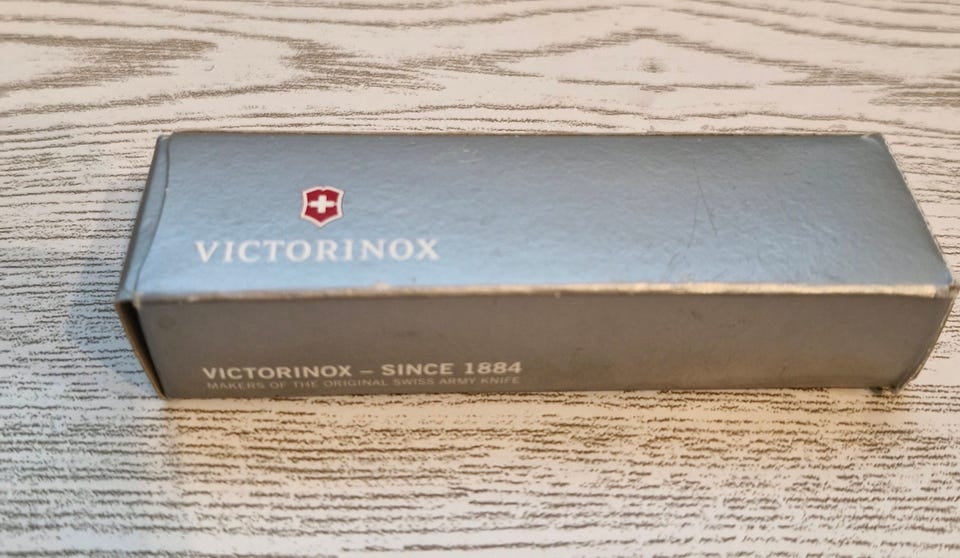 VICTORINOX
VICTORINOX – SINCE 1884
MAKERS OF THE ORIGINAL SWISS ARMY KNIFE